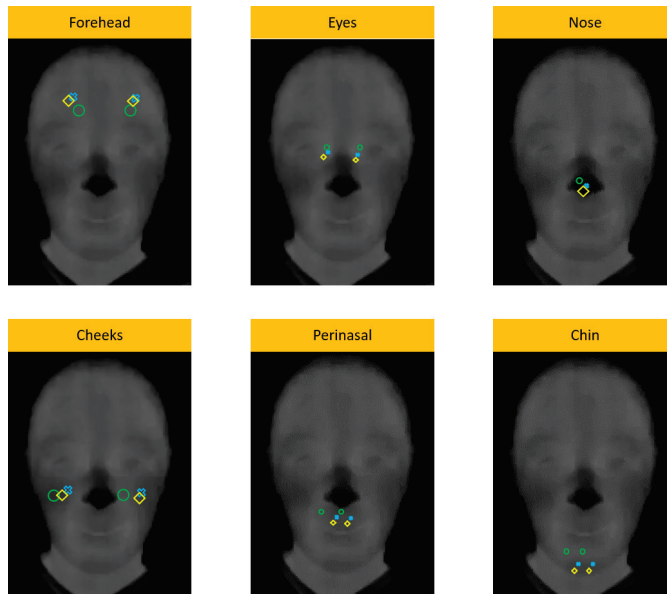 Forehead
Eyes
Nose
Cheeks
Perinasal
Chin